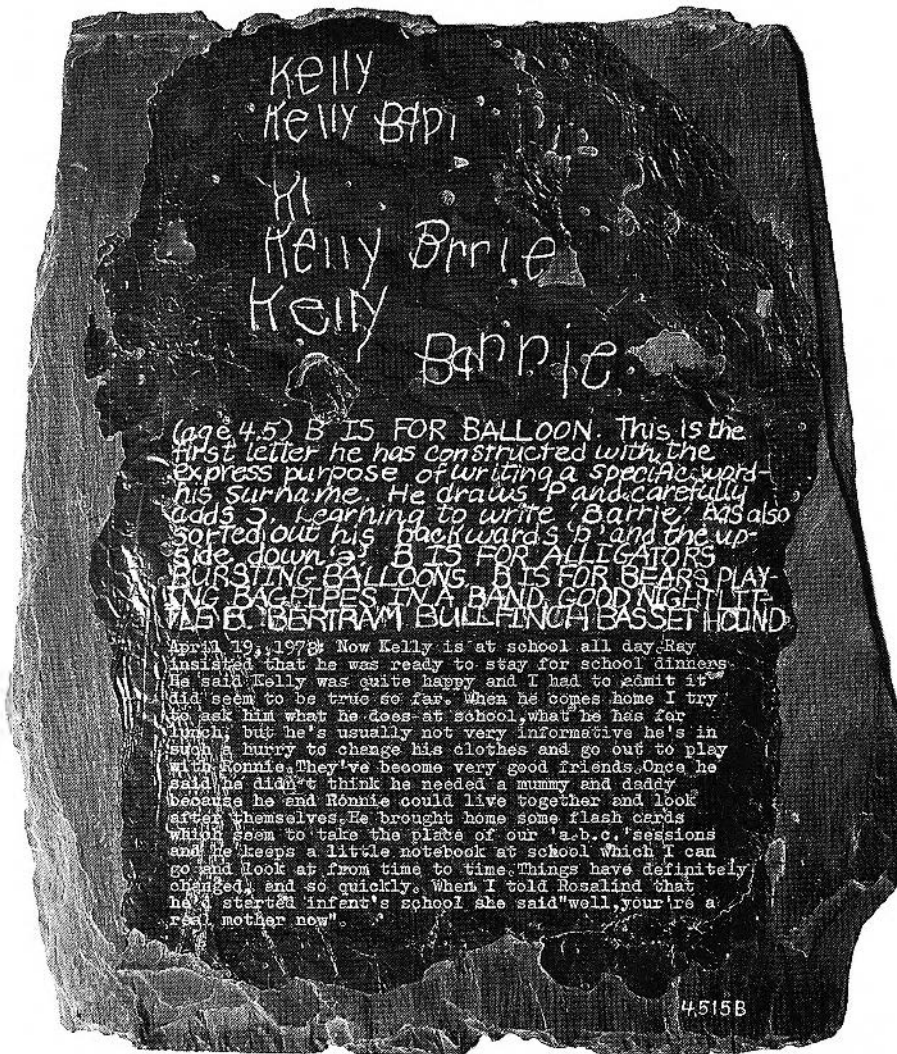 Kelly
Kelly Bapi
Kl
Kelly Brrie
Kelly
Barrie
(age 4.5) B IS FOR BALLOON. This is the
first letter he has constructed with the
express purpose of writing a specific word-
his surname. He draws P and carefully
adds Ɔ. Learning to write 'Barrie' has also
sorted out his backwards 'b' and the up-
side down 'a'. B IS FOR ALLIGATORS
BURSTING BALLOONS. B IS FOR BEARS PLAY-
ING BAGPIPES IN A BAND. GOOD NIGHT LIT-
TLE B. BERTRAM BULLFINCH BASSET HOUND.
April 19, 1978: Now Kelly is at school all day. Ray
insisted that he was ready to stay for school dinners.
He said Kelly was quite happy and I had to admit it
did seem to be true so far. When he comes home I try
to ask him what he does at school, what he has for
lunch, but he's usually not very informative he's in
such a hurry to change his clothes and go out to play
with Ronnie. They've become very good friends. Once he
said he didn't think he needed a mummy and daddy
because he and Ronnie could live together and look
after themselves. He brought home some flash cards
which seem to take the place of our 'a.b.c.' sessions
and he keeps a little notebook at school which I can
go and look at from time to time. Things have definitely
changed, and so quickly. When I told Rosalind that
he'd started infant's school she said "well, your're a
real mother now".
4.515B